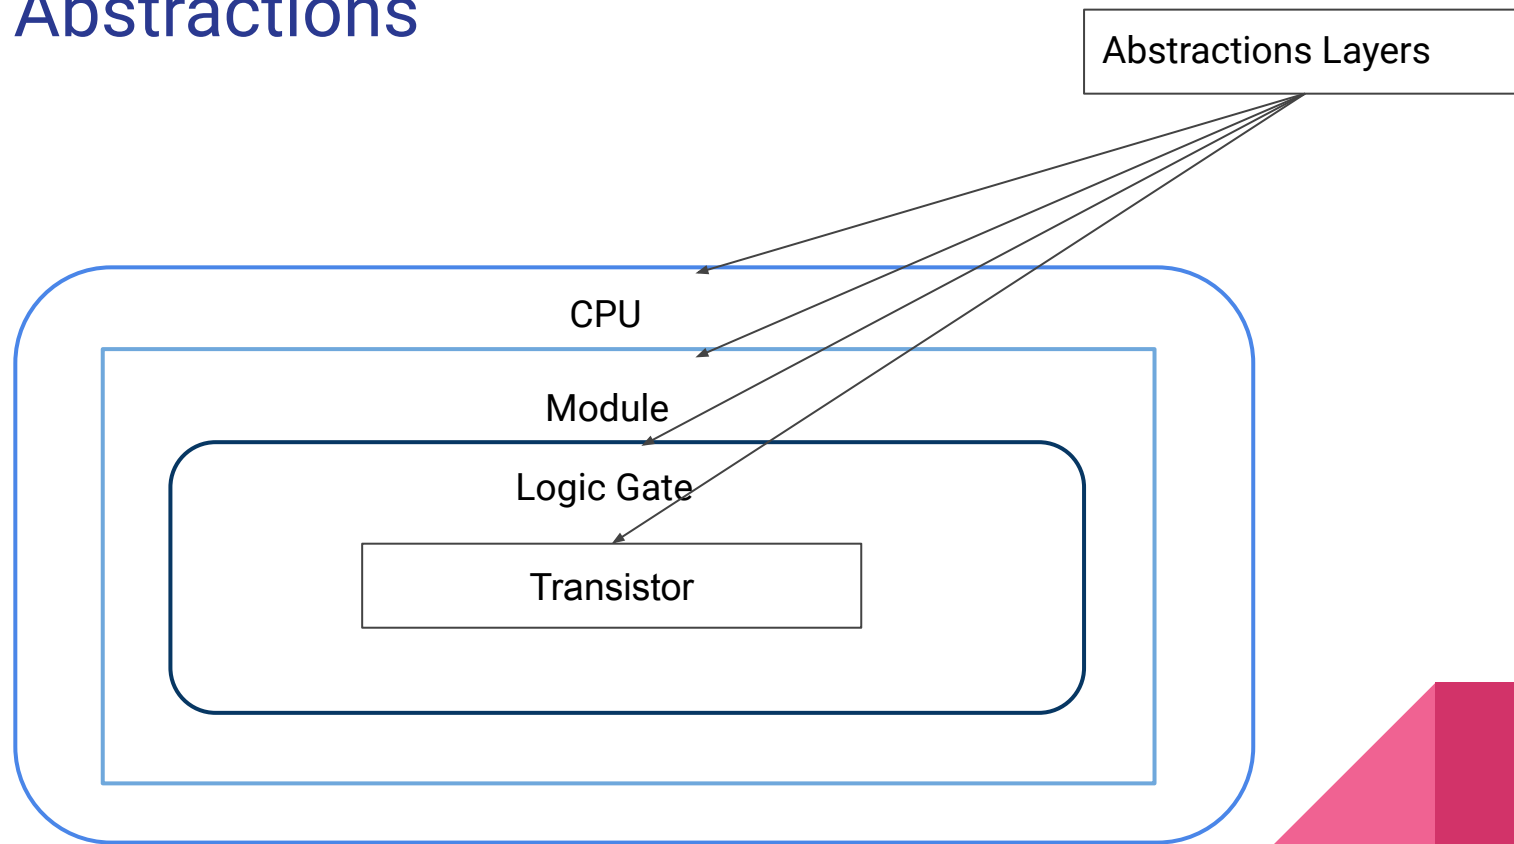 Abstractions
Abstractions Layers
CPU
Module
Logic Gate
Transistor